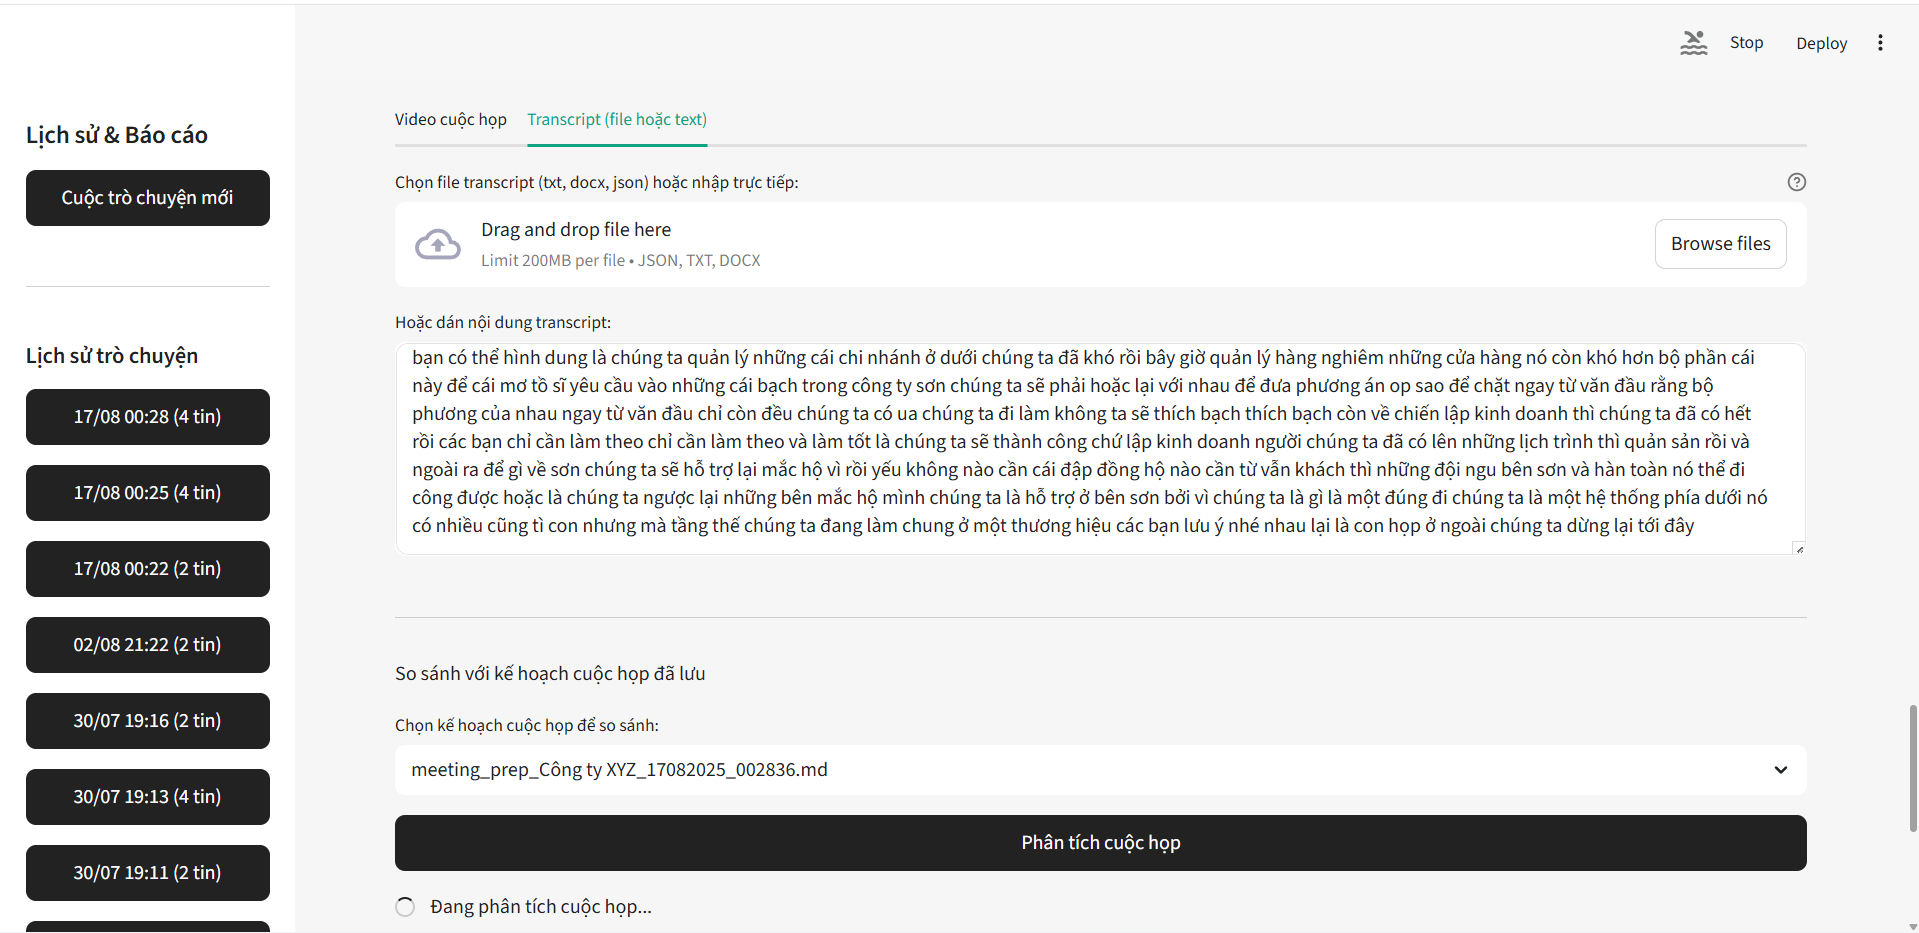 Stop
Deploy
Lịch sử & Báo cáo
Cuộc trò chuyện mới
Lịch sử trò chuyện
17/08 00:28 (4 tin)
17/08 00:25 (4 tin)
17/08 00:22 (2 tin)
02/08 21:22 (2 tin)
30/07 19:16 (2 tin)
30/07 19:13 (4 tin)
30/07 19:11 (2 tin)
Video cuộc họp
Transcript (file hoặc text)
Chọn file transcript (txt, docx, json) hoặc nhập trực tiếp:
Drag and drop file here
Limit 200MB per file • JSON, TXT, DOCX
Browse files
Hoặc dán nội dung transcript:
bạn có thể hình dung là chúng ta quản lý những cái chi nhánh ở dưới chúng ta đã khó rồi bây giờ quản lý hàng nghiêm những cửa hàng nó còn khó hơn bộ phần cái
này để cái mơ tồ sĩ yêu cầu vào những cái bạch trong công ty sơn chúng ta sẽ phải hoặc lại với nhau để đưa phương án op sao để chặt ngay từ văn đầu rằng bộ
phương của nhau ngay từ văn đầu chỉ còn đều chúng ta có ua chúng ta đi làm không ta sẽ thích bạch thích bạch còn về chiến lập kinh doanh thì chúng ta đã có hết
rồi các bạn chỉ cần làm theo chỉ cần làm theo và làm tốt là chúng ta sẽ thành công chứ lập kinh doanh người chúng ta đã có lên những lịch trình thì quản sản rồi và
ngoài ra để gì về sơn chúng ta sẽ hỗ trợ lại mắc hộ vì rồi yếu không nào cần cái đập đồng hộ nào cần từ vẫn khách thì những đội ngu bên sơn và hàn toàn nó thể đi
công được hoặc là chúng ta ngược lại những bên mắc hộ mình chúng ta là hỗ trợ ở bên sơn bởi vì chúng ta là gì là một đúng đi chúng ta là một hệ thống phía dưới nó
có nhiều cũng tì con nhưng mà tầng thế chúng ta đang làm chung ở một thương hiệu các bạn lưu ý nhé nhau lại là con họp ở ngoài chúng ta dừng lại tới đây
So sánh với kế hoạch cuộc họp đã lưu
Chọn kế hoạch cuộc họp để so sánh:
meeting_prep_Công ty XYZ_17082025_002836.md
Phân tích cuộc họp
Đang phân tích cuộc họp...